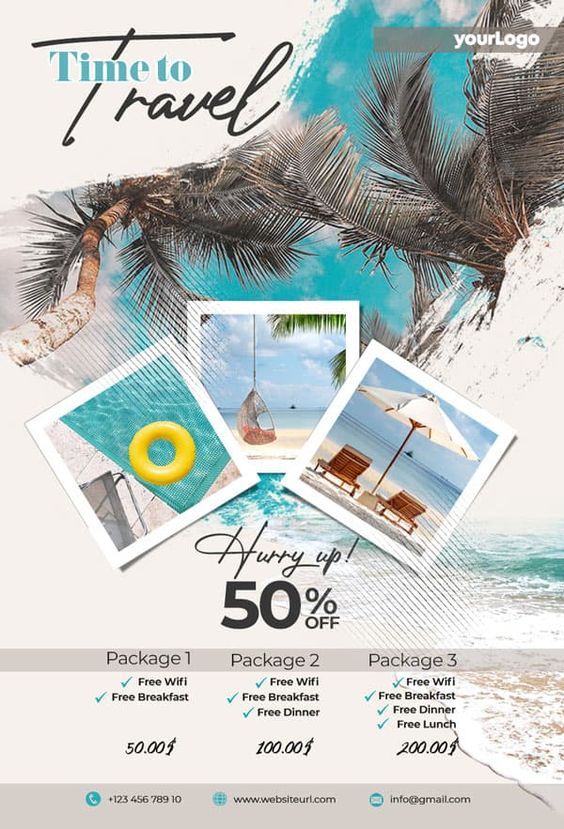 yourLogo
Time to
Travel
Hurry up!
50% OFF
Package 1
Free Wifi
Free Breakfast
50.00$
Package 2
Free Wifi
Free Breakfast
Free Dinner
100.00$
Package 3
Free Wifi
Free Breakfast
Free Dinner
Free Lunch
200.00$
+123 456 789 10
www.websiteurl.com
info@gmail.com